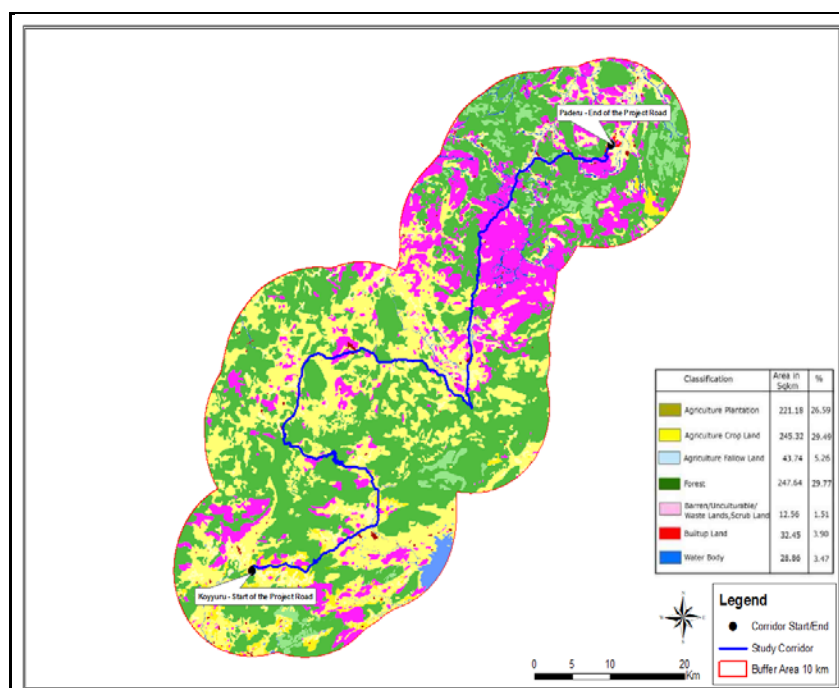 Paderu - End of the Project Road
Classification Area in Sqkm %
Agriculture Plantation 221.18 26.59
Agriculture Crop Land 245.32 29.49
Agriculture Fallow Land 43.74 5.26
Forest 247.64 29.77
Barren/Unculturable/
Waste Lands,Scrub Land 12.56 1.51
Builtup Land 32.45 3.90
Water Body 28.86 3.47
Koyyuru - Start of the Project Road
Legend
Corridor Start/End
Study Corridor
Buffer Area 10 km
0 5 10 20
Km